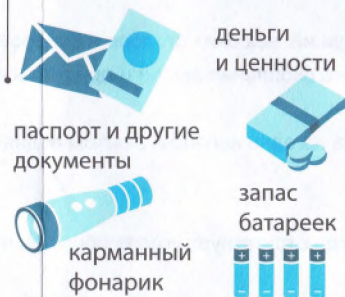 деньги
и ценности
паспорт и другие
документы
запас
батареек
карманный
фонарик